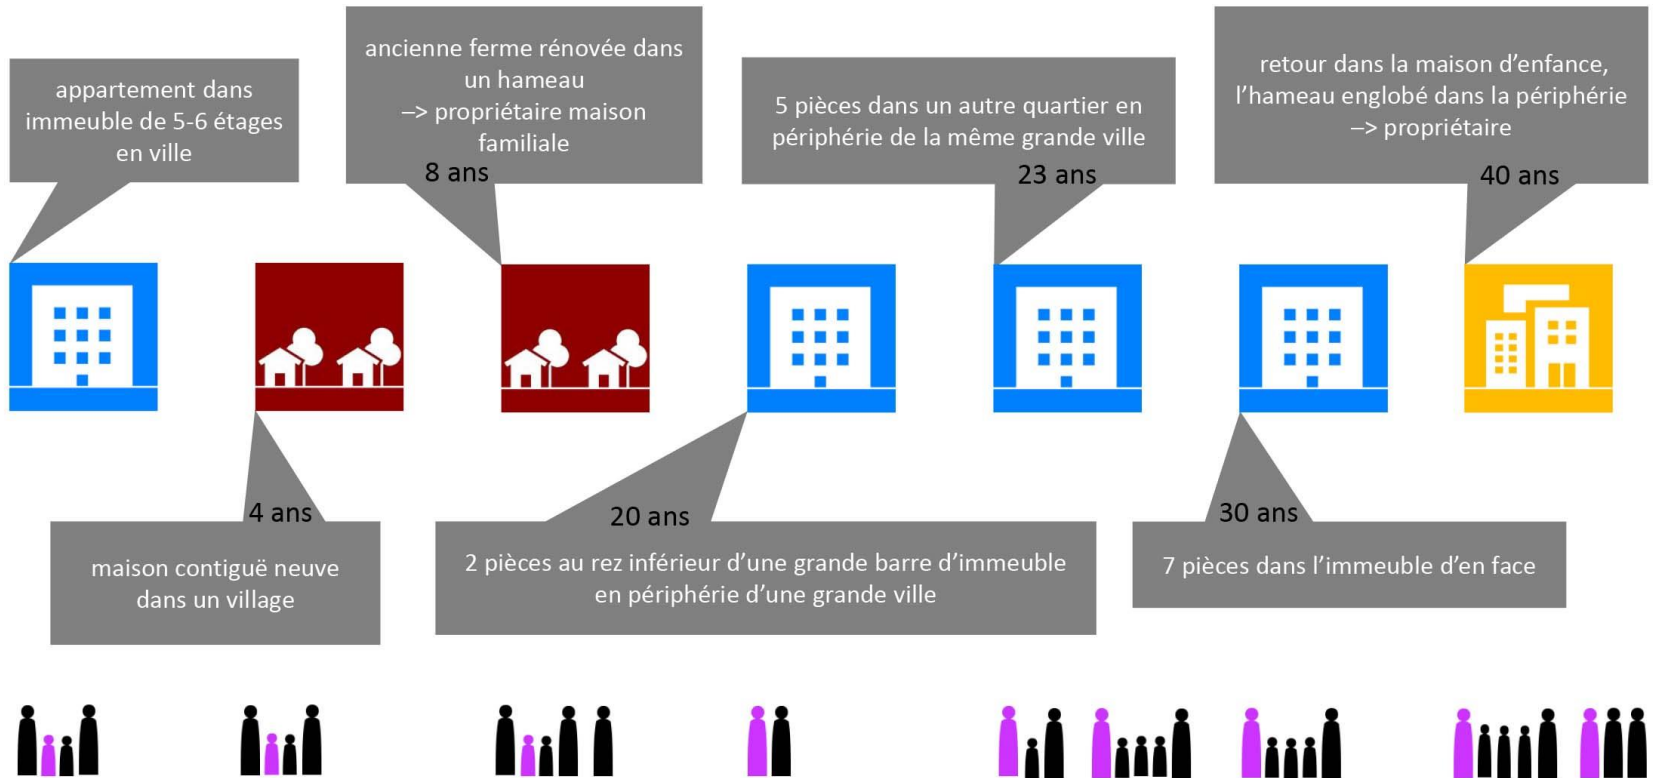 appartement dans
immeuble de 5-6 étages
en ville
4 ans
maison contiguë neuve
dans un village
ancienne ferme rénovée dans
un hameau
–> propriétaire maison
familiale
8 ans
20 ans
2 pièces au rez inférieur d’une grande barre d’immeuble
en périphérie d’une grande ville
5 pièces dans un autre quartier en
périphérie de la même grande ville
23 ans
30 ans
7 pièces dans l’immeuble d’en face
retour dans la maison d’enfance,
l’hameau englobé dans la périphérie
–> propriétaire
40 ans